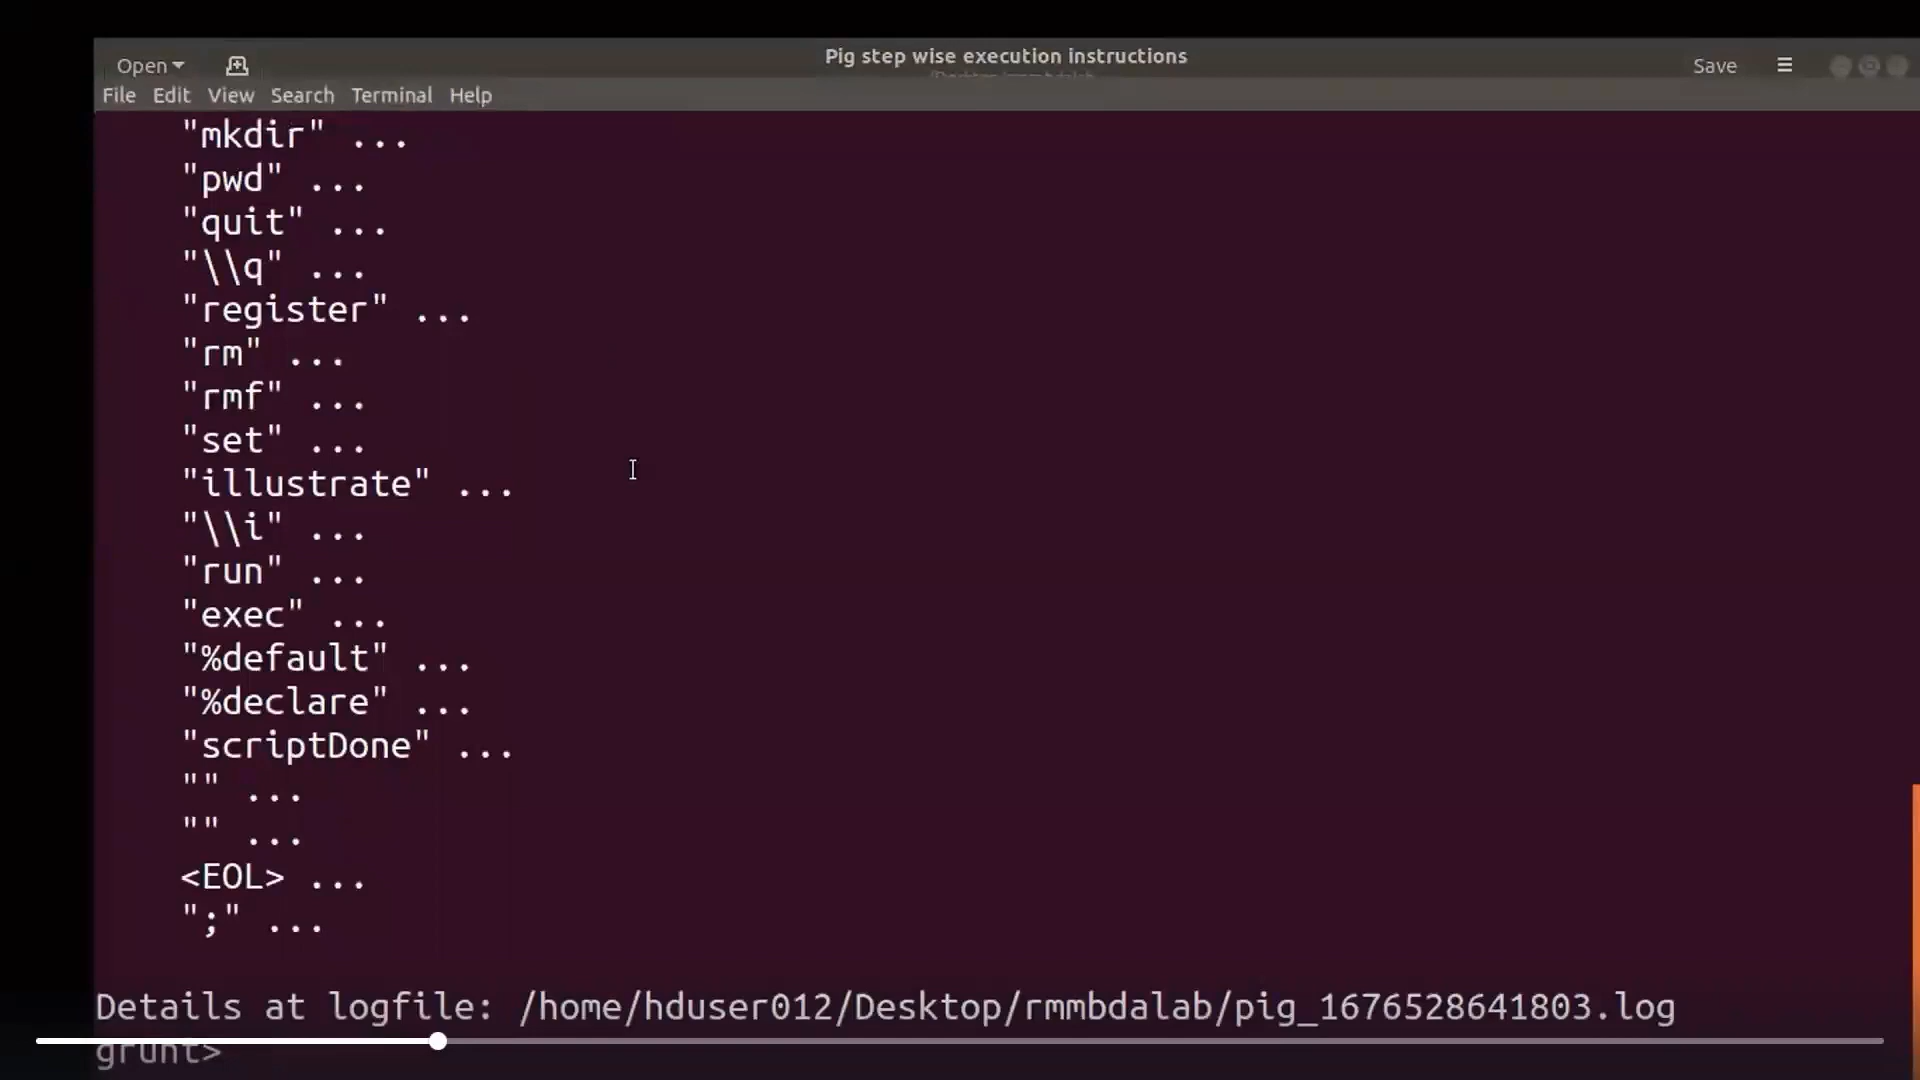 Pig step wise execution instructions
Open
Save
File Edit View Search Terminal Help
"mkdir" ...
"pwd" ...
"quit" ...
"\\q" ...
"register" ...
"rm" ...
"rmf" ...
"set" ...
"illustrate" ...
"\\i" ...
"run" ...
"exec" ...
"%default" ...
"%declare" ...
"scriptDone" ...
"" ...
"" ...
<EOL> ...
";" ...
Details at logfile: /home/hduser012/Desktop/rmmbdalab/pig_1676528641803.log
grunt>